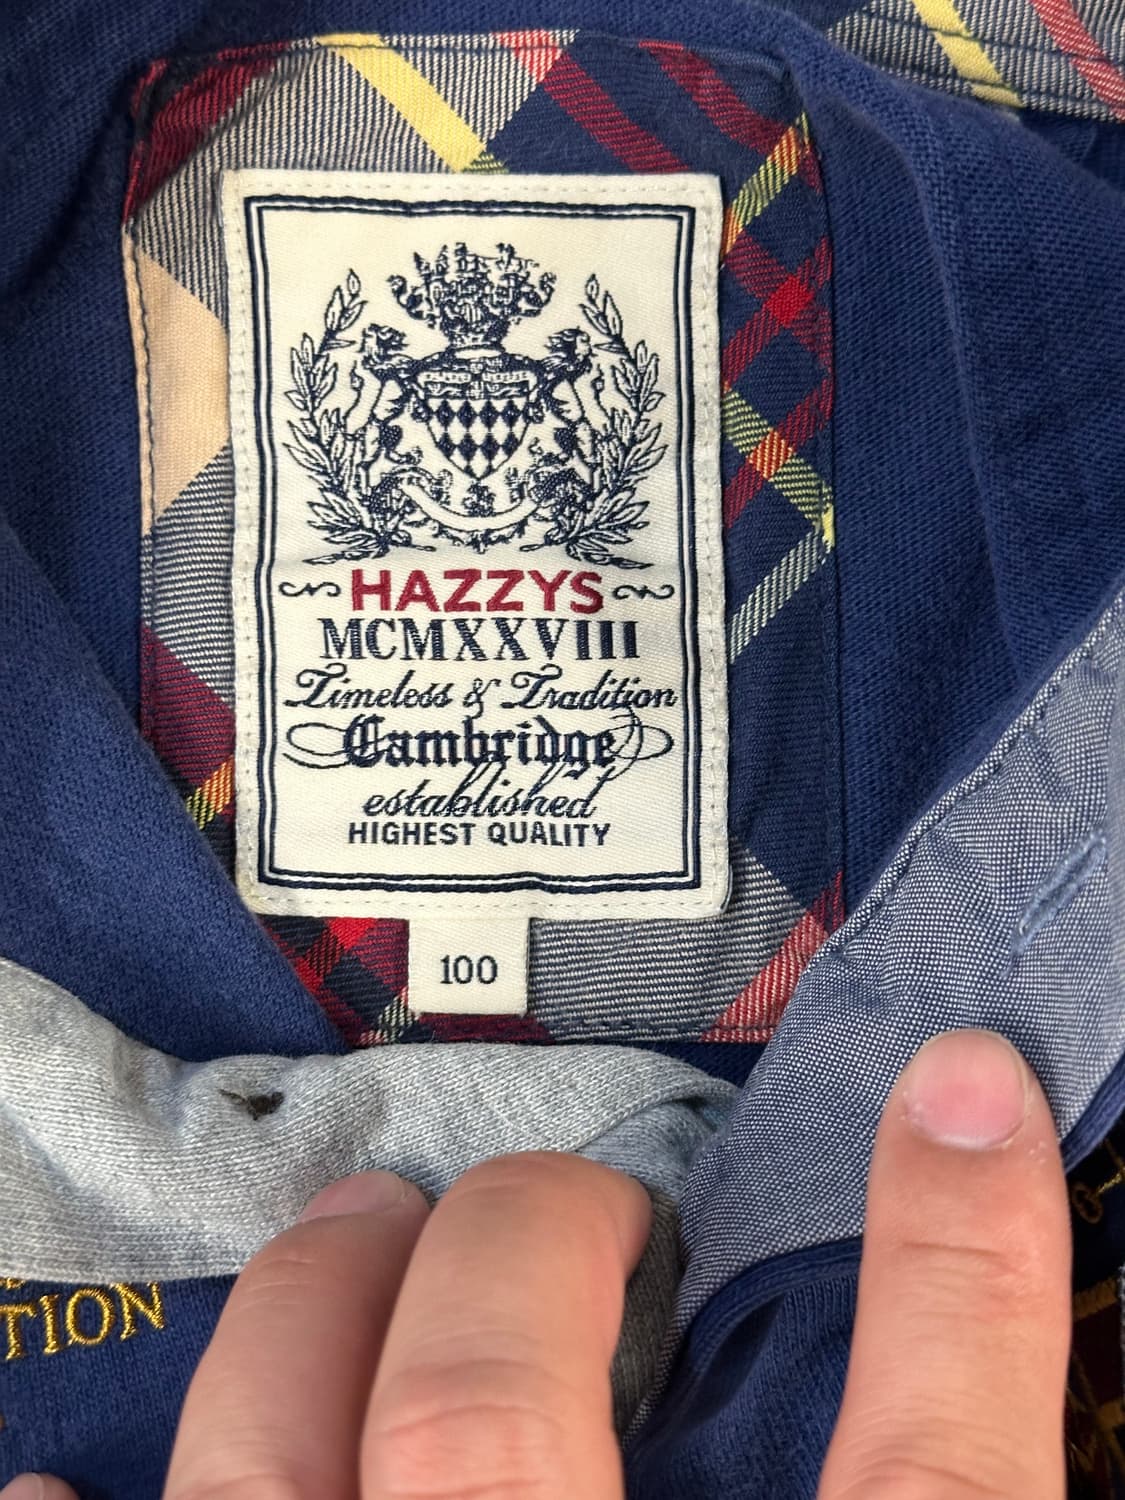 HAZZYS
MCMXXVIII
Timeless & Tradition
Cambridge
established
HIGHEST QUALITY
100
TION